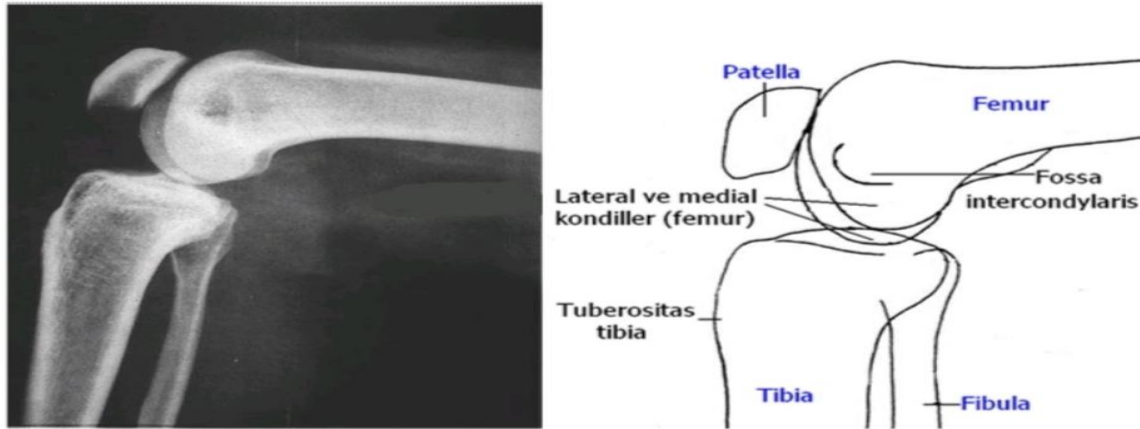 Patella
Femur
Fossa
intercondylaris
Lateral ve medial
kondiller (femur)
Tuberositas
tibia
Tibia
Fibula